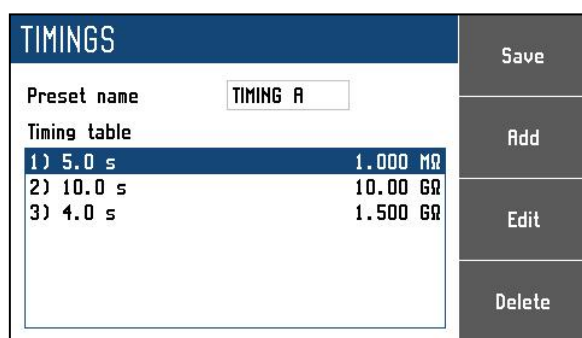 TIMINGS
Save
Preset name TIMING A
Add
Timing table
1) 5.0 s 1.000 MΩ
2) 10.0 s 10.00 GΩ
3) 4.0 s 1.500 GΩ
Edit
Delete